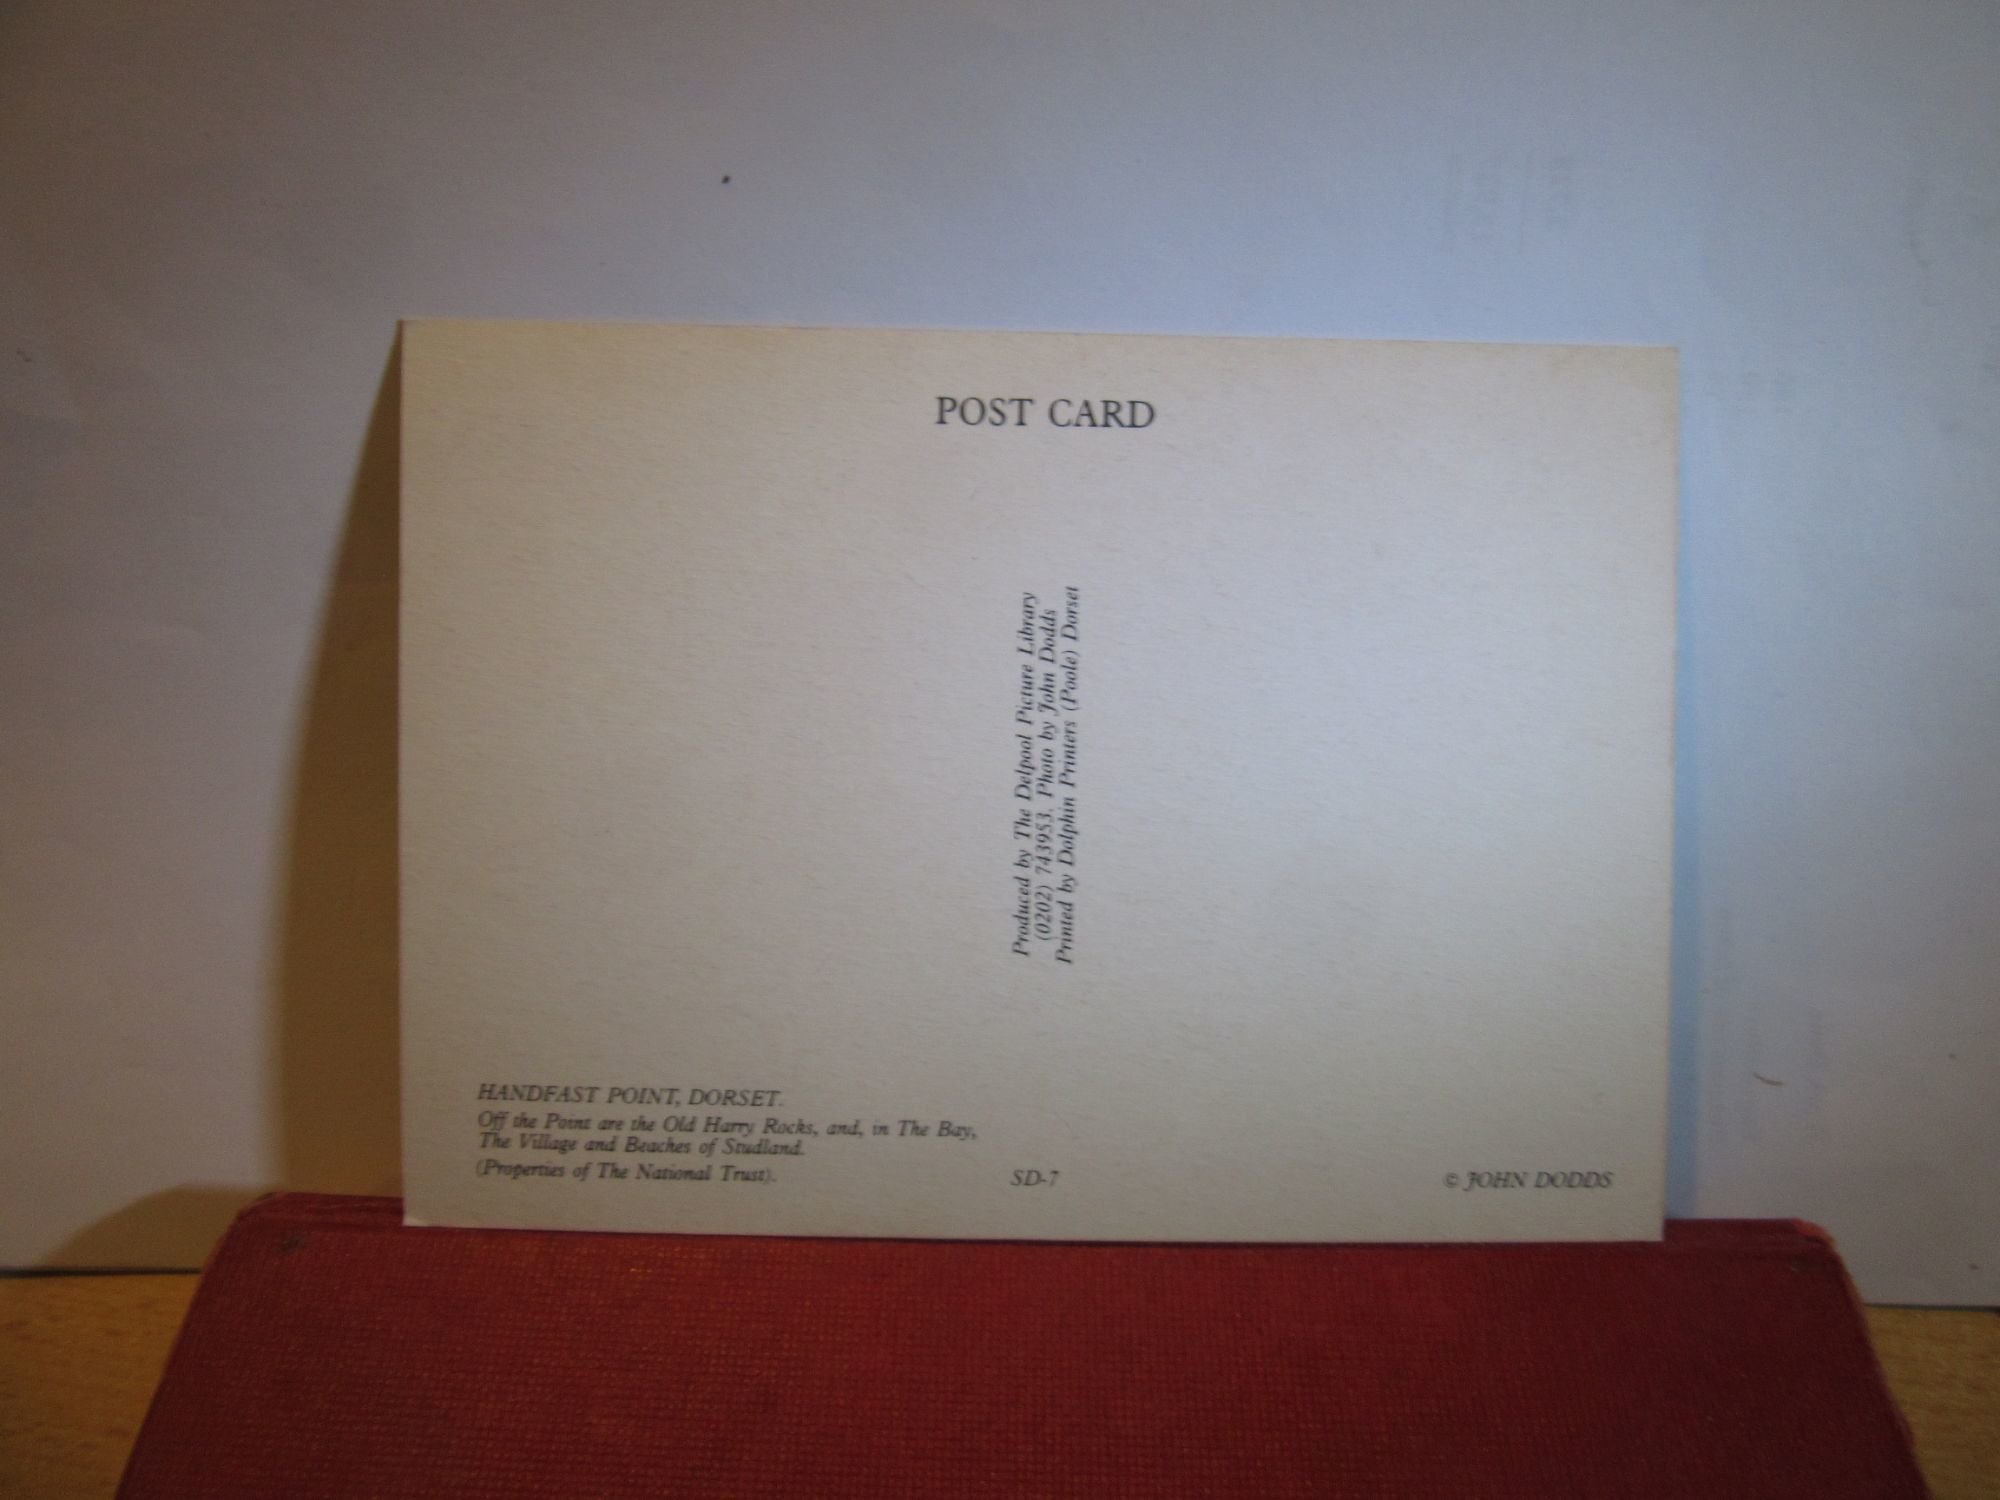 POST CARD
Produced by The Delpool Picture Library
(0202) 743953. Photo by John Dodds
Printed by Dolphin Printers (Poole) Dorset
HANDFAST POINT, DORSET.
Off the Point are the Old Harry Rocks, and, in The Bay,
The Village and Beaches of Studland.
(Properties of The National Trust).
SD-7
© JOHN DODDS